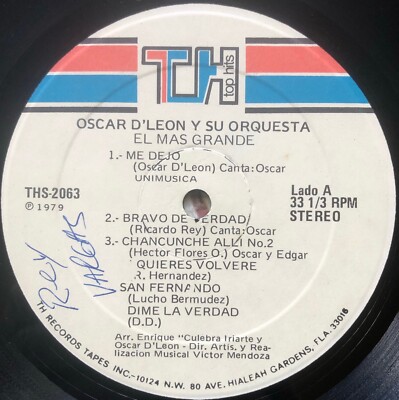 TH
top hits
OSCAR D'LEON Y SU ORQUESTA
EL MAS GRANDE
1.- ME DEJO
(Oscar D'Leon) Canta: Oscar
UNIMUSICA
THS-2063
℗ 1979
Lado A
33 1/3 RPM
STEREO
2.- BRAVO DE VERDAD/
(Ricardo Rey) Canta: Oscar
3.- CHANCUNCHE ALLI No.2
(Hector Flores O.) Oscar y Edgar
QUIERES VOLVERE
R. Hernandez)
SAN FERNANDO
(Lucho Bermudez)
DIME LA VERDAD
(D.D.)
Arr. Enrique "Culebra Iriarte y
Oscar D'Leon - Dir. Artis. y Rea-
lizacion Musical Victor Mendoza
TH RECORDS TAPES INC.-10124 N.W. 80 AVE. HIALEAH GARDENS, FLA. 33016
Rey
VARGAS